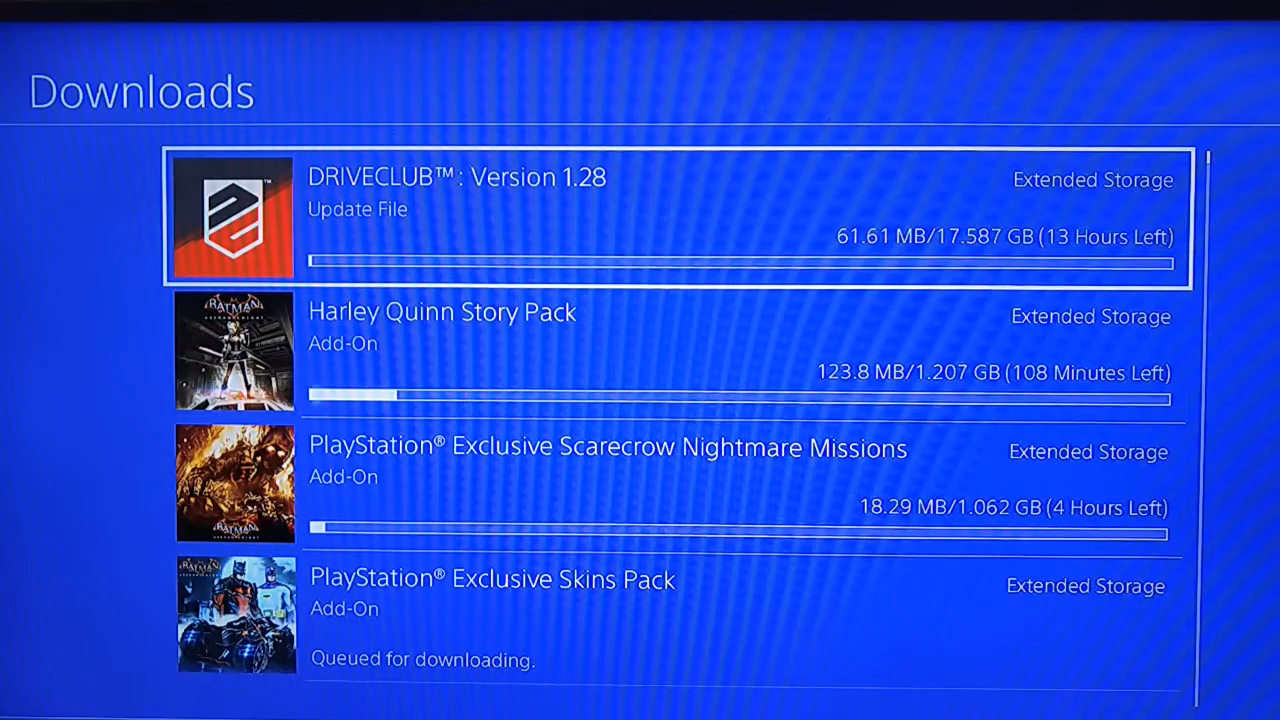 Downloads
DRIVECLUB™: Version 1.28
Extended Storage
Update File
61.61 MB/17.587 GB (13 Hours Left)
BATMAN
Harley Quinn Story Pack
Extended Storage
Add-On
123.8 MB/1.207 GB (108 Minutes Left)
PlayStation® Exclusive Scarecrow Nightmare Missions
Extended Storage
Add-On
18.29 MB/1.062 GB (4 Hours Left)
BATMAN
BATMAN
PlayStation® Exclusive Skins Pack
Extended Storage
Add-On
Queued for downloading.